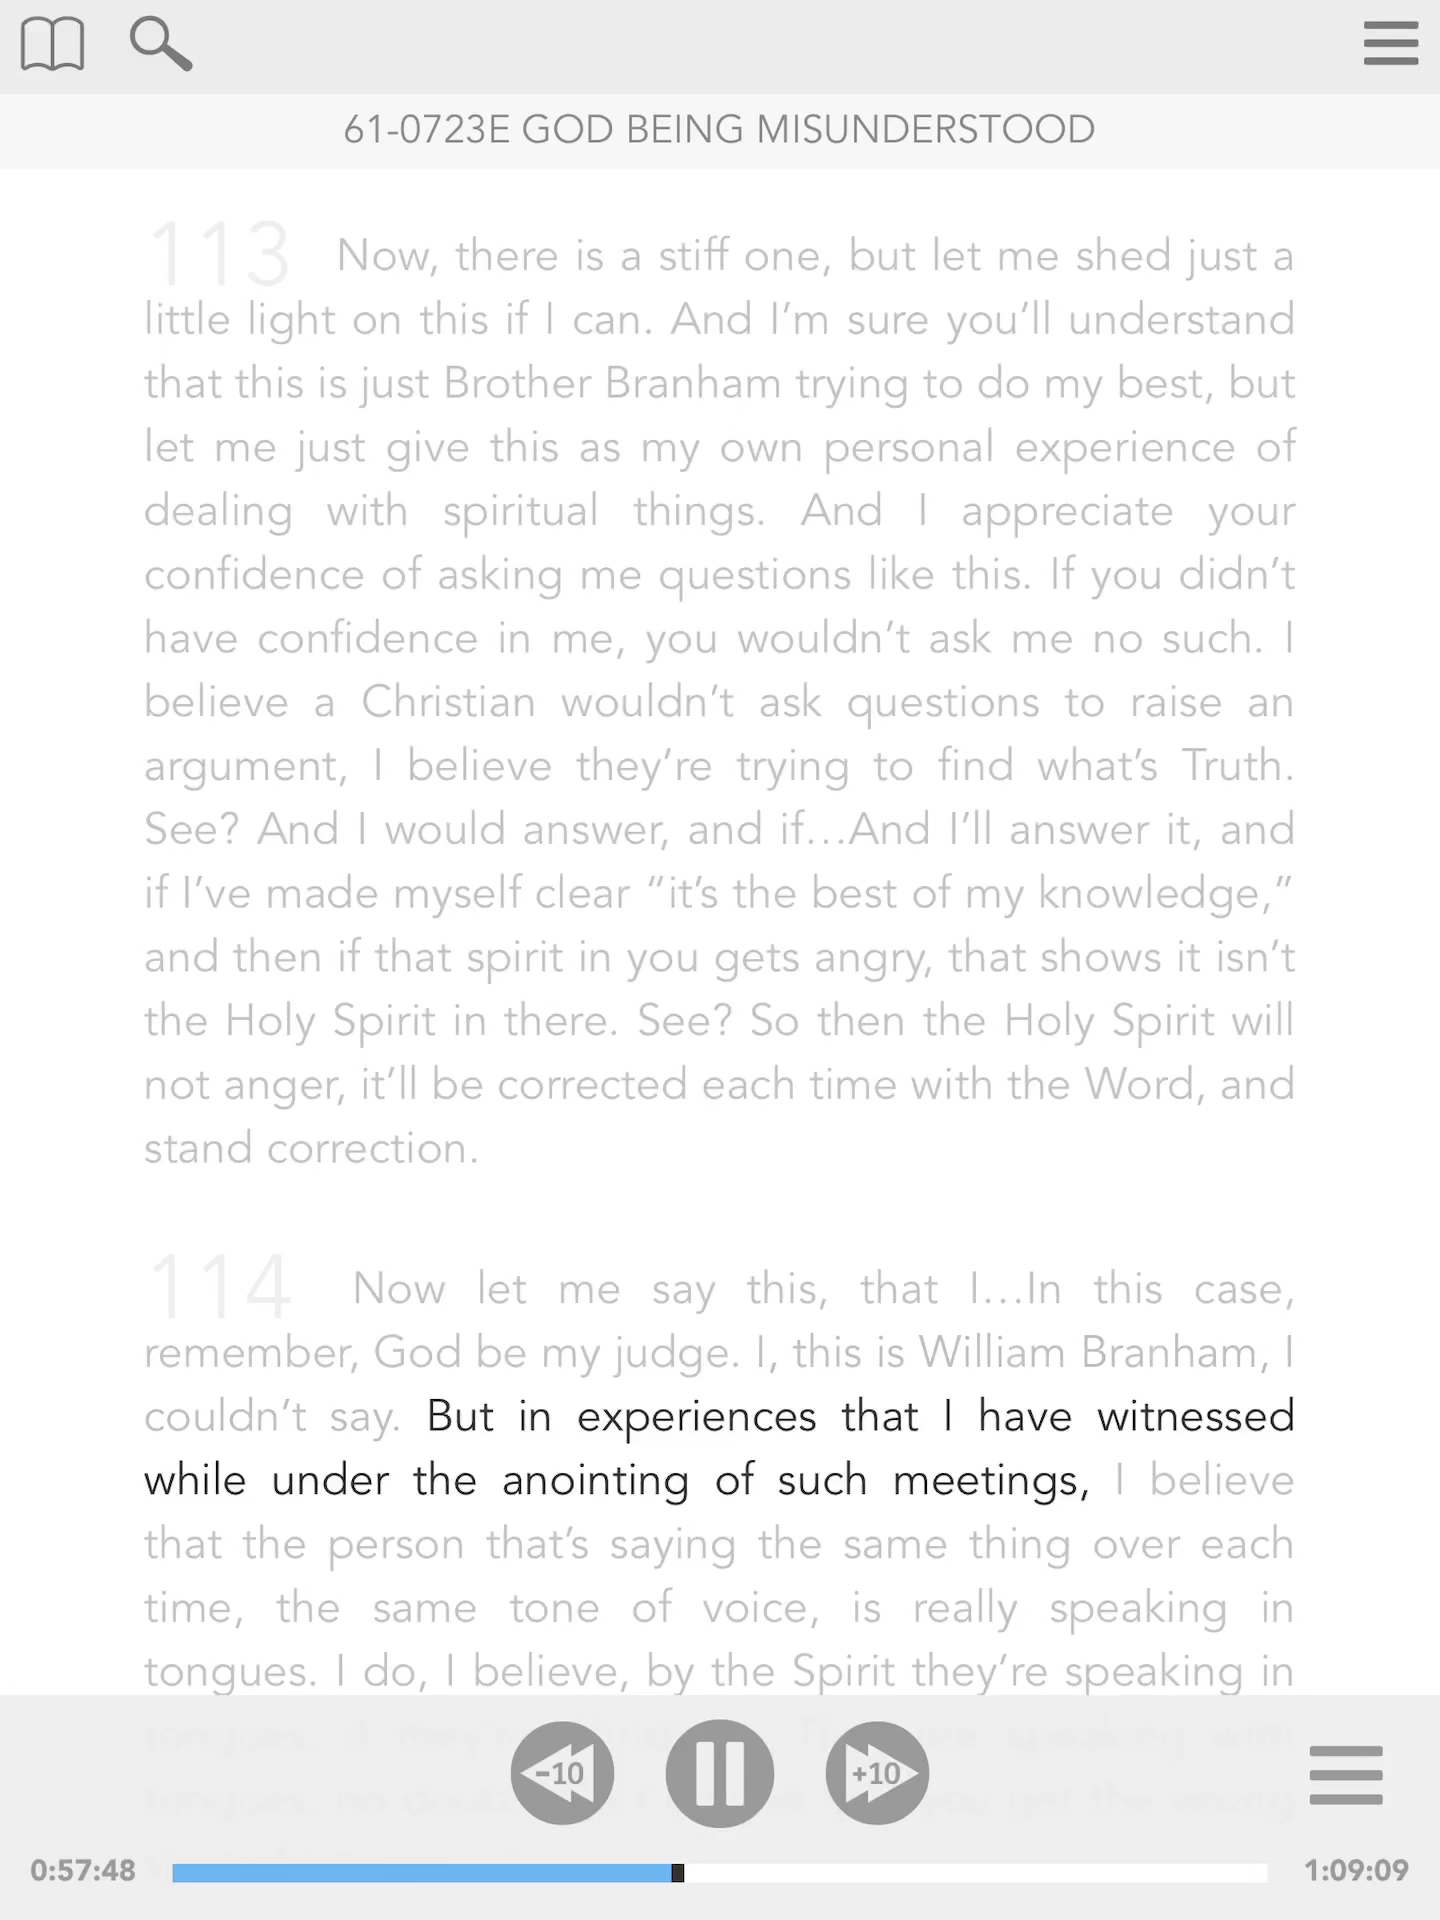 61-0723E GOD BEING MISUNDERSTOOD
113 Now, there is a stiff one, but let me shed just a
little light on this if I can. And I’m sure you’ll understand
that this is just Brother Branham trying to do my best, but
let me just give this as my own personal experience of
dealing with spiritual things. And I appreciate your
confidence of asking me questions like this. If you didn’t
have confidence in me, you wouldn’t ask me no such. I
believe a Christian wouldn’t ask questions to raise an
argument, I believe they’re trying to find what’s Truth.
See? And I would answer, and if…And I’ll answer it, and
if I’ve made myself clear “it’s the best of my knowledge,”
and then if that spirit in you gets angry, that shows it isn’t
the Holy Spirit in there. See? So then the Holy Spirit will
not anger, it’ll be corrected each time with the Word, and
stand correction.
114 Now let me say this, that I…In this case,
remember, God be my judge. I, this is William Branham, I
couldn’t say. But in experiences that I have witnessed
while under the anointing of such meetings, I believe
that the person that’s saying the same thing over each
time, the same tone of voice, is really speaking in
tongues. I do, I believe, by the Spirit they’re speaking in
tongues, speaking with
tongues, you get the wrong
-10 +10
0:57:48 1:09:09